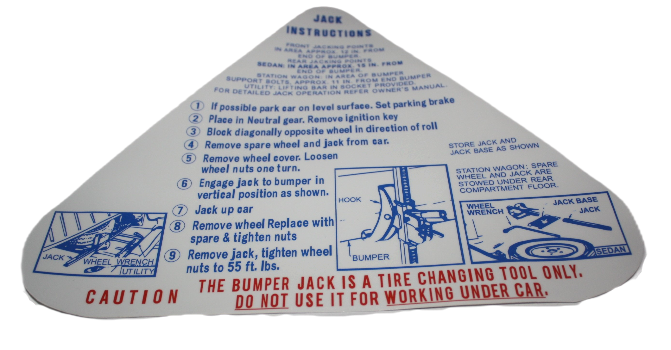 JACK
INSTRUCTIONS
FRONT JACKING POINTS
IN AREA APPROX. 12 IN. FROM
END OF BUMPER.
REAR JACKING POINTS
SEDAN: IN AREA APPROX. 15 IN. FROM
END OF BUMPER.
STATION WAGON: IN AREA OF BUMPER
SUPPORT BOLTS, APPROX. 11 IN. FROM END BUMPER
UTILITY: LIFTING BAR IN SOCKET PROVIDED.
FOR DETAILED JACK OPERATION REFER OWNER'S MANUAL
1 If possible park car on level surface. Set parking brake
2 Place in Neutral gear. Remove ignition key
3 Block diagonally opposite wheel in direction of roll
4 Remove spare wheel and jack from car.
5 Remove wheel cover. Loosen
wheel nuts one turn.
6 Engage jack to bumper in
vertical position as shown.
7 Jack up car
8 Remove wheel Replace with
spare & tighten nuts
9 Remove jack, tighten wheel
nuts to 55 ft. lbs.
JACK WHEEL WRENCH
UTILITY
HOOK
BUMPER
STORE JACK AND
JACK BASE AS SHOWN
STATION WAGON: SPARE
WHEEL AND JACK ARE
STOWED UNDER REAR
COMPARTMENT FLOOR.
WHEEL
WRENCH
JACK BASE
JACK
SEDAN
CAUTION THE BUMPER JACK IS A TIRE CHANGING TOOL ONLY.
DO NOT USE IT FOR WORKING UNDER CAR.